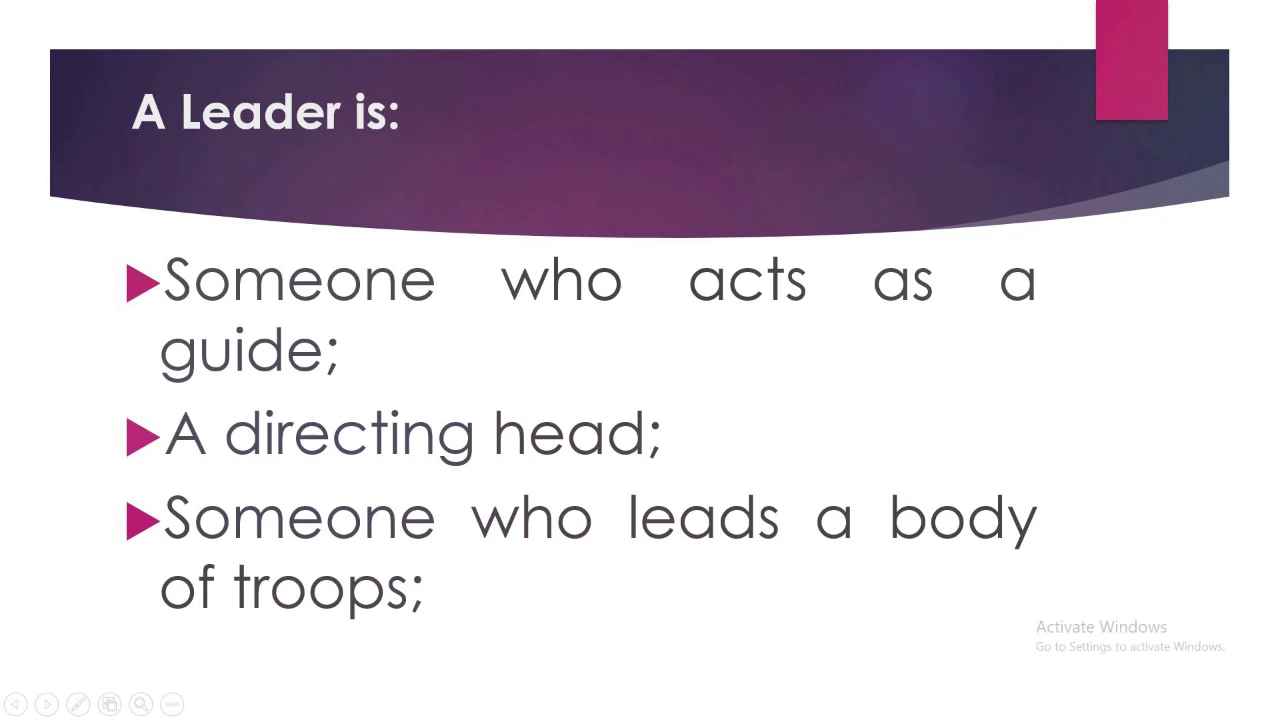 A Leader is:
Someone who acts as a
guide;
A directing head;
Someone who leads a body
of troops;
Activate Windows
Go to Settings to activate Windows.